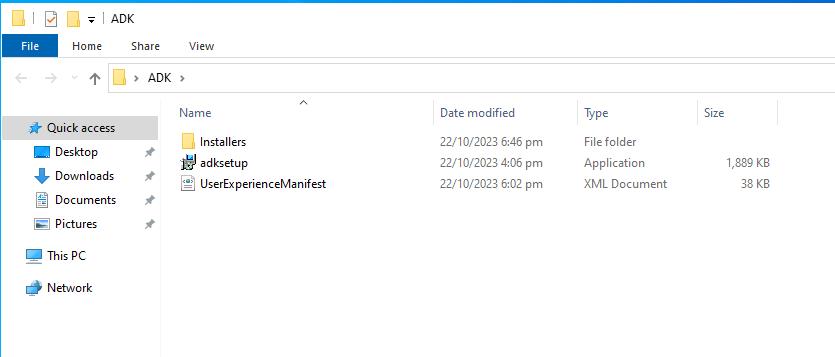 ADK
File Home Share View
ADK
Name Date modified Type Size
Quick access
Desktop
Downloads
Documents
Pictures
This PC
Network
Installers 22/10/2023 6:46 pm File folder
adksetup 22/10/2023 4:06 pm Application 1,889 KB
UserExperienceManifest 22/10/2023 6:02 pm XML Document 38 KB